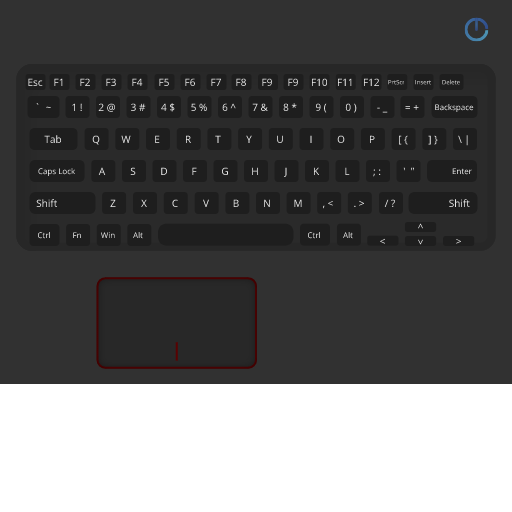 Esc F1 F2 F3 F4 F5 F6 F7 F8 F9 F9 F10 F11 F12 PrtScr Insert Delete
` ~ 1 ! 2 @ 3 # 4 $ 5 % 6 ^ 7 & 8 * 9 ( 0 ) - _ = + Backspace
Tab Q W E R T Y U I O P [ { ] } \ |
Caps Lock A S D F G H J K L ; : ' " Enter
Shift Z X C V B N M , < . > / ? Shift
Ctrl Fn Win Alt Ctrl Alt < ^ v >